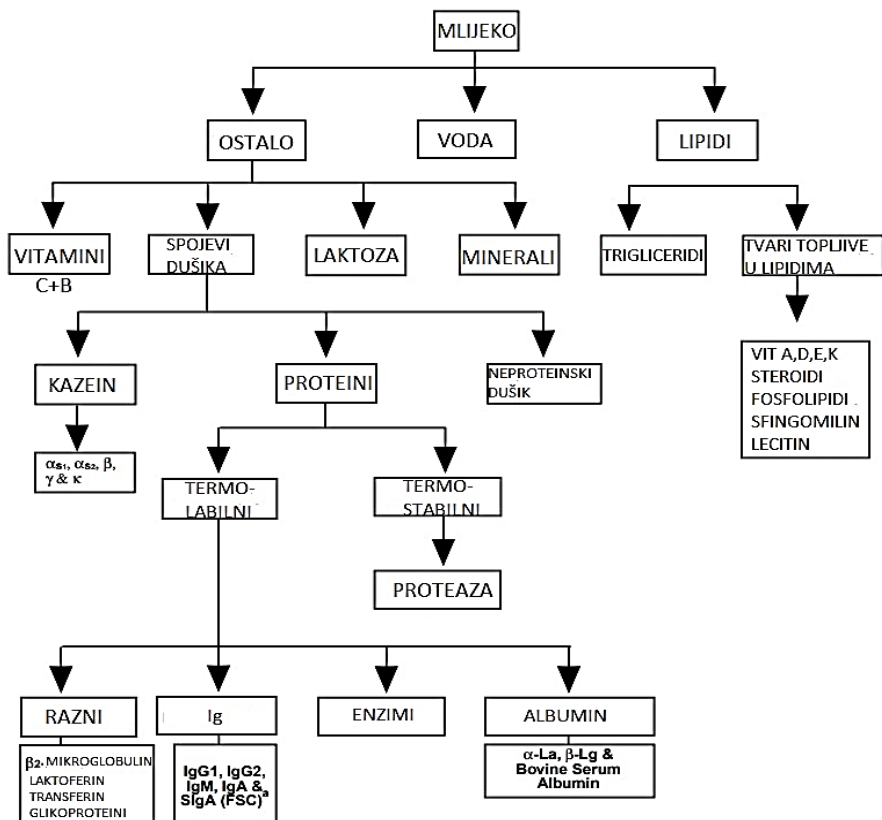 MLIJEKO
OSTALO
VODA
LIPIDI
VITAMINI
C+B
SPOJEVI
DUŠIKA
LAKTOZA
MINERALI
TRIGLICERIDI
TVARI TOPLJIVE
U LIPIDIMA
KAZEIN
PROTEINI
NEPROTEINSKI
DUŠIK
VIT A,D,E,K
STEROIDI
FOSFOLIPIDI
SFINGOMILIN
LECITIN
αs1, αs2, β,
γ & κ
TERMO-
LABILNI
TERMO-
STABILNI
PROTEAZA
RAZNI
Ig
ENZIMI
ALBUMIN
β2.MIKROGLOBULIN
LAKTOFERIN
TRANSFERIN
GLIKOPROTEINI
IgG1, IgG2,
IgM, IgA &
SIgA (FSC)a
α-La, β-Lg &
Bovine Serum
Albumin